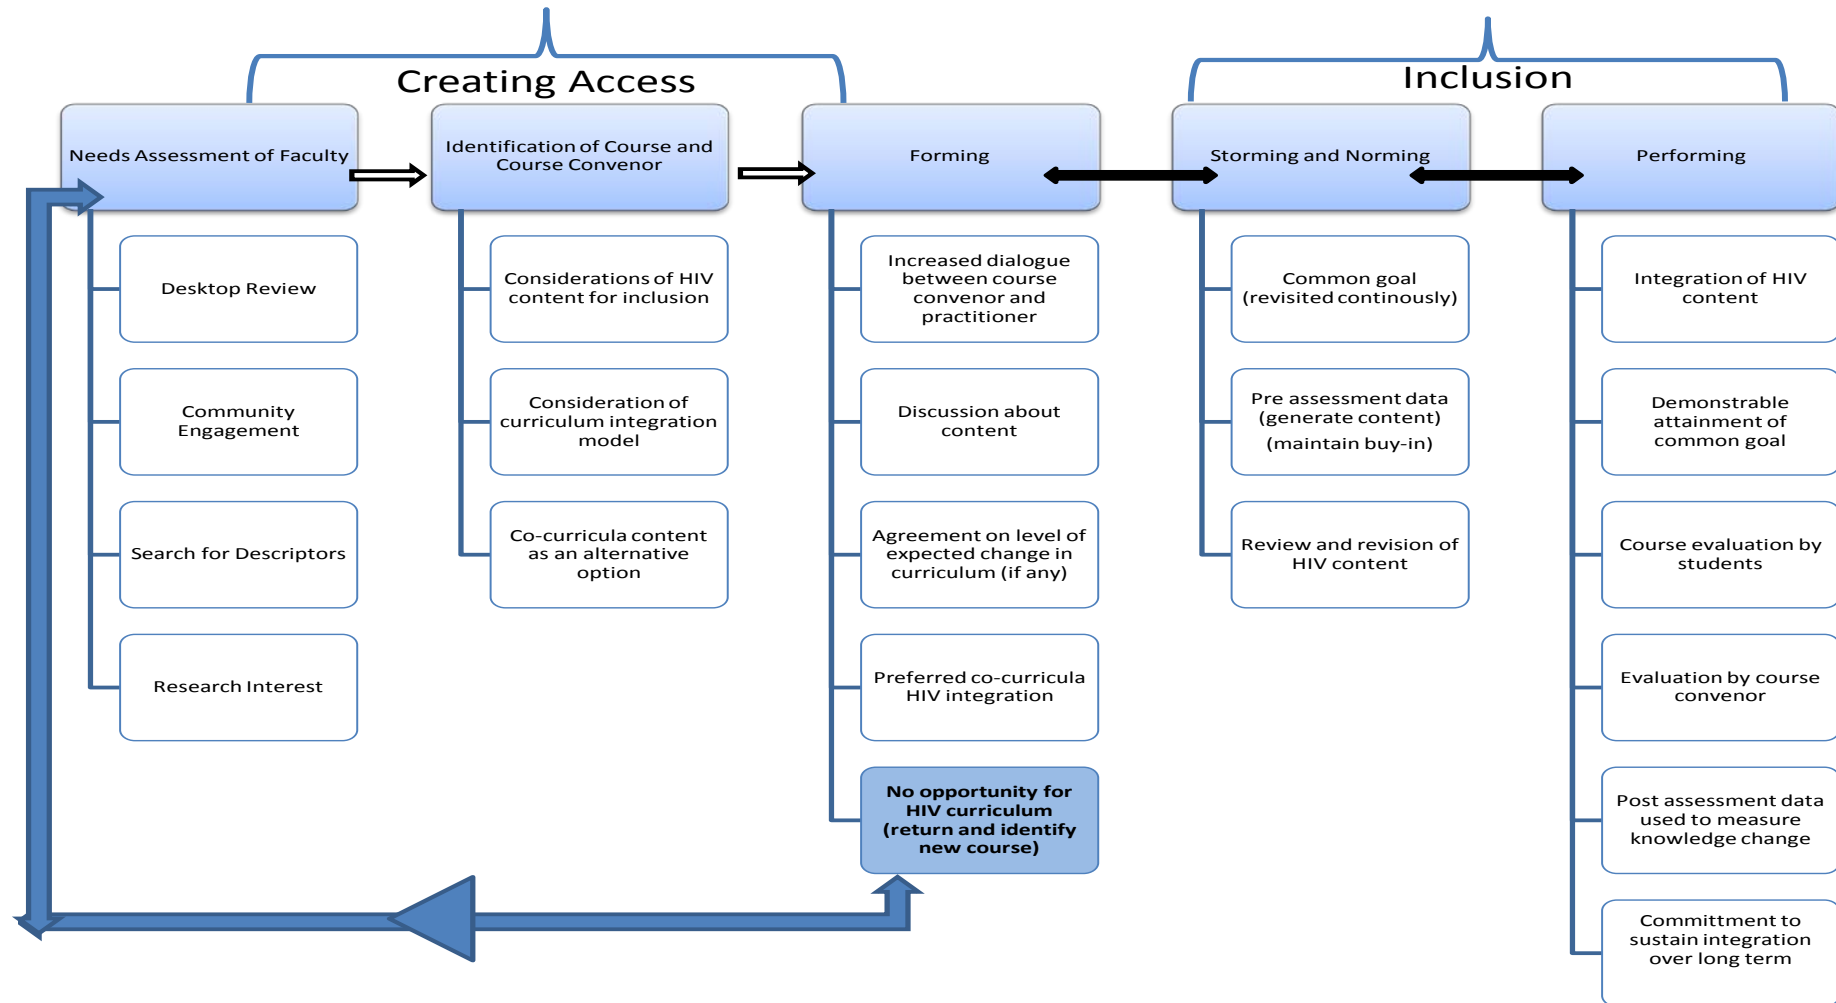 Creating Access
Inclusion
Needs Assessment of Faculty
Identification of Course and
Course Convenor
Forming
Storming and Norming
Performing
Desktop Review
Community
Engagement
Search for Descriptors
Research Interest
Considerations of HIV
content for inclusion
Consideration of
curriculum integration
model
Co-curricula content
as an alternative
option
Increased dialogue
between course
convenor and
practitioner
Discussion about
content
Agreement on level of
expected change in
curriculum (if any)
Preferred co-curricula
HIV integration
No opportunity for
HIV curriculum
(return and identify
new course)
Common goal
(revisited continously)
Pre assessment data
(generate content)
(maintain buy-in)
Review and revision of
HIV content
Integration of HIV
content
Demonstrable
attainment of
common goal
Course evaluation by
students
Evaluation by course
convenor
Post assessment data
used to measure
knowledge change
Committment to
sustain integration
over long term